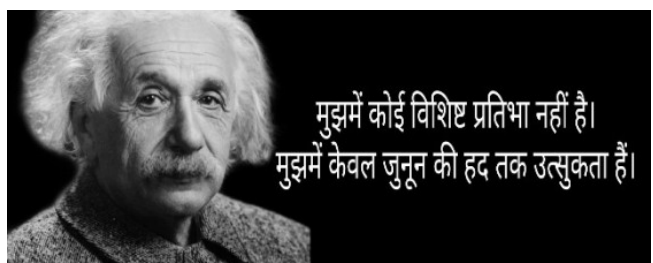 मुझमें कोई विशिष्ट प्रतिभा नहीं है।
मुझमें केवल जुनून की हद तक उत्सुकता हैं।